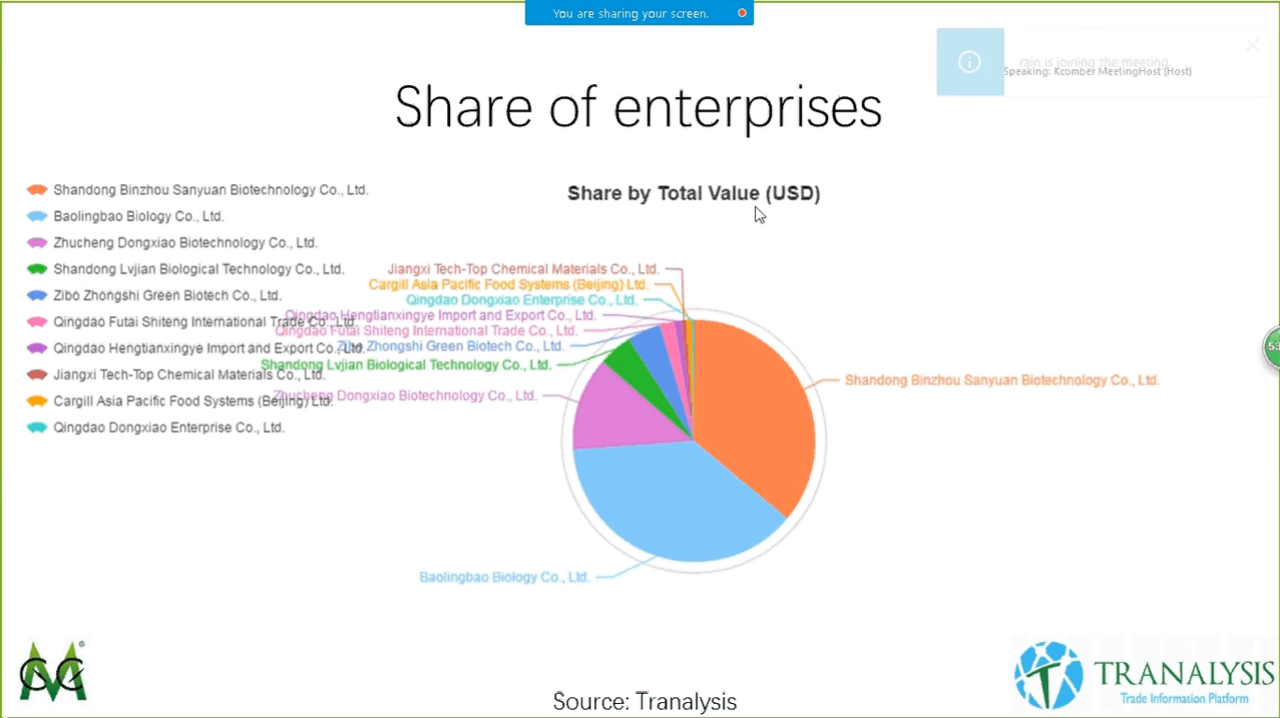 You are sharing your screen.
rain is joining the meeting.
Speaking: Kcomber MeetingHost (Host)
Share of enterprises
Share by Total Value (USD)
Shandong Binzhou Sanyuan Biotechnology Co., Ltd.
Baolingbao Biology Co., Ltd.
Zhucheng Dongxiao Biotechnology Co., Ltd.
Shandong Lvjian Biological Technology Co., Ltd.
Zibo Zhongshi Green Biotech Co., Ltd.
Qingdao Futai Shiteng International Trade Co., Ltd.
Qingdao Hengtianxingye Import and Export Co., Ltd.
Jiangxi Tech-Top Chemical Materials Co., Ltd.
Cargill Asia Pacific Food Systems (Beijing) Ltd.
Qingdao Dongxiao Enterprise Co., Ltd.
Jiangxi Tech-Top Chemical Materials Co., Ltd.
Cargill Asia Pacific Food Systems (Beijing) Ltd.
Qingdao Dongxiao Enterprise Co., Ltd.
Qingdao Hengtianxingye Import and Export Co., Ltd.
Qingdao Futai Shiteng International Trade Co., Ltd.
Zibo Zhongshi Green Biotech Co., Ltd.
Shandong Lvjian Biological Technology Co., Ltd.
Zhucheng Dongxiao Biotechnology Co., Ltd.
Shandong Binzhou Sanyuan Biotechnology Co., Ltd.
Baolingbao Biology Co., Ltd.
53
CCM
®
Source: Tranalysis
TRANALYSIS
Trade Information Platform